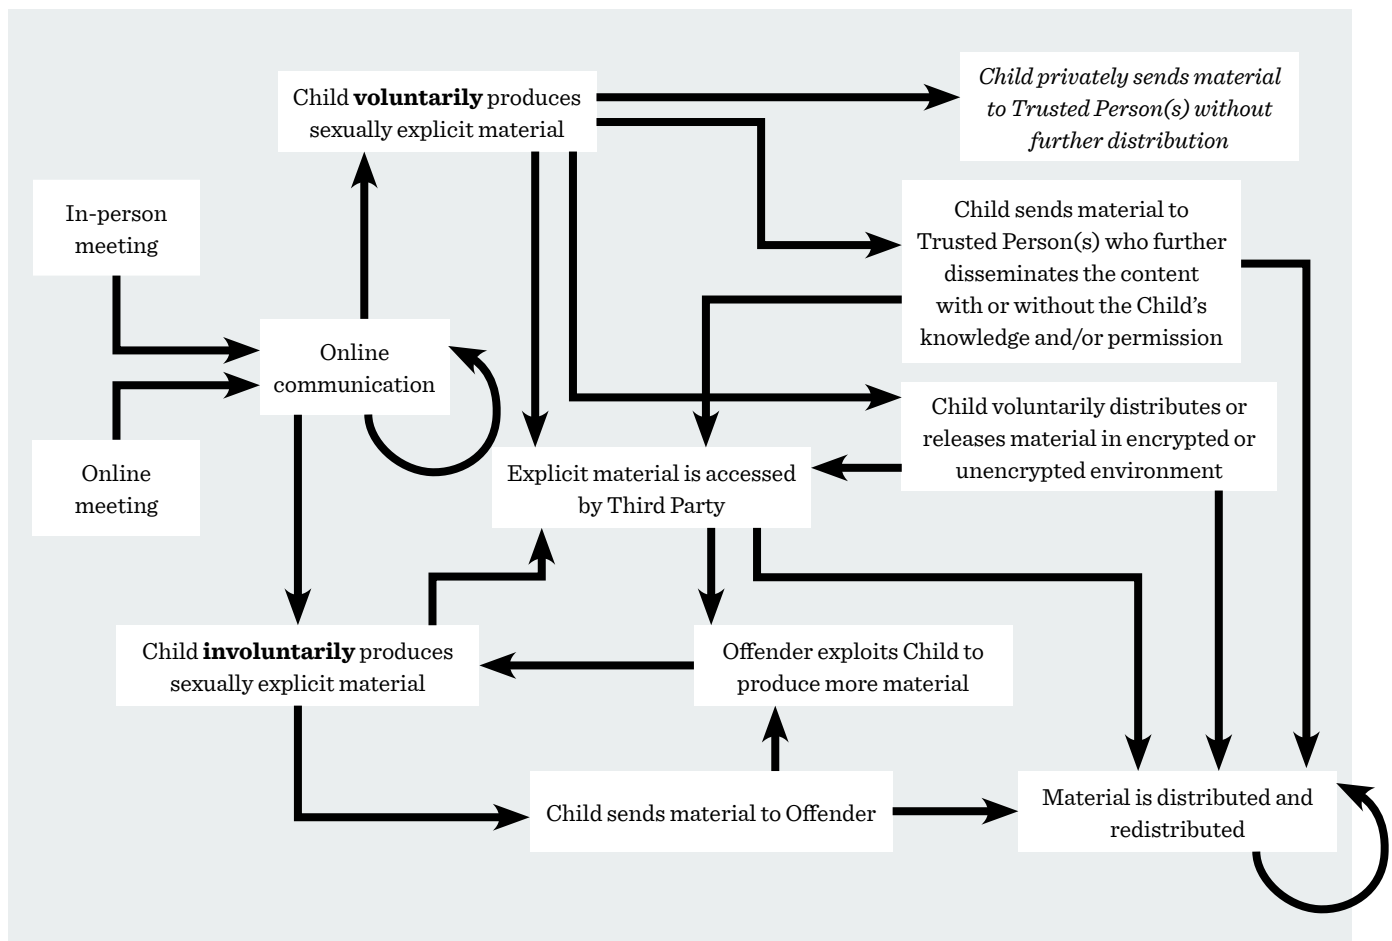 Child voluntarily produces
sexually explicit material
Child privately sends material
to Trusted Person(s) without
further distribution
In-person
meeting
Child sends material to
Trusted Person(s) who further
disseminates the content
with or without the Child’s
knowledge and/or permission
Online
communication
Child voluntarily distributes or
releases material in encrypted or
unencrypted environment
Online
meeting
Explicit material is accessed
by Third Party
Child involuntarily produces
sexually explicit material
Offender exploits Child to
produce more material
Child sends material to Offender
Material is distributed and
redistributed